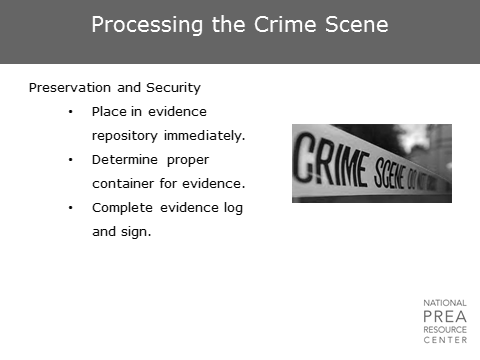 Processing the Crime Scene
Preservation and Security
• Place in evidence
repository immediately.
• Determine proper
container for evidence.
• Complete evidence log
and sign.
CRIME SCENE DO NOT
NATIONAL
PREA
RESOURCE
CENTER